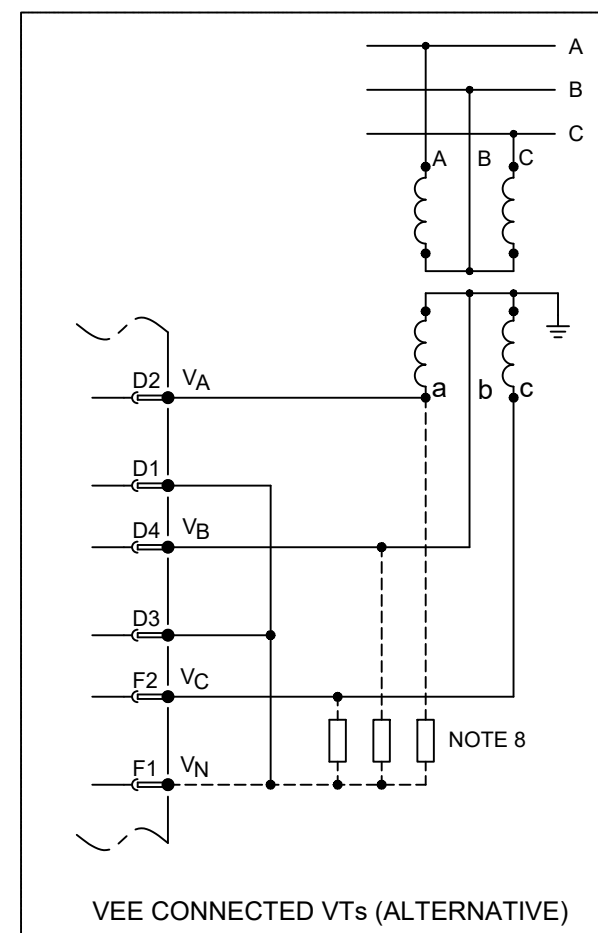 A
B
C
A B C
a b c
D2 VA
D1
D4 VB
D3
F2 VC
NOTE 8
F1 VN
VEE CONNECTED VTs (ALTERNATIVE)